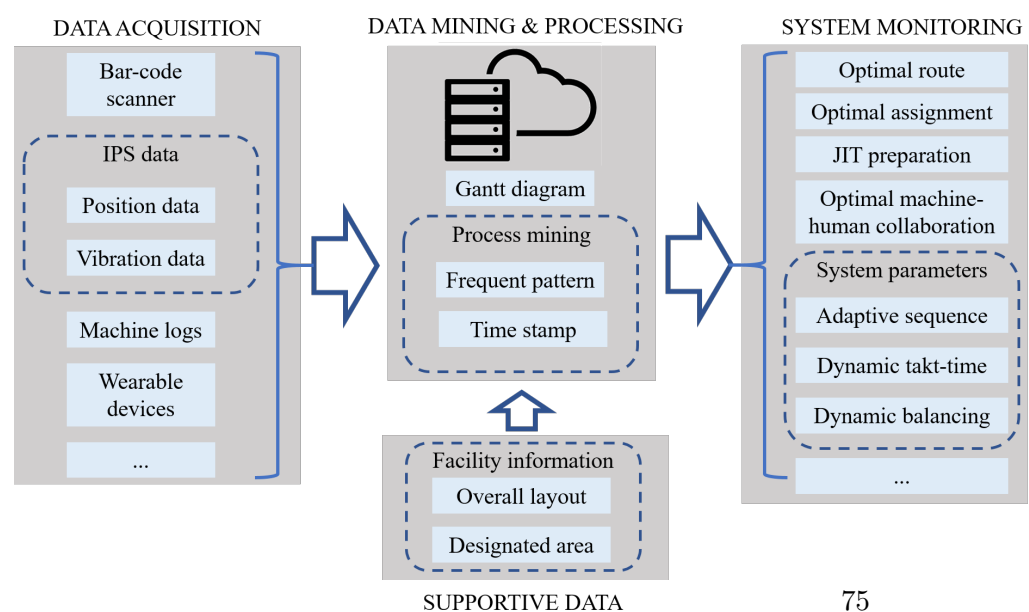 DATA ACQUISITION
Bar-code
scanner
IPS data
Position data
Vibration data
Machine logs
Wearable
devices
...
DATA MINING & PROCESSING
Gantt diagram
Process mining
Frequent pattern
Time stamp
Facility information
Overall layout
Designated area
SUPPORTIVE DATA
SYSTEM MONITORING
Optimal route
Optimal assignment
JIT preparation
Optimal machine-
human collaboration
System parameters
Adaptive sequence
Dynamic takt-time
Dynamic balancing
...
75